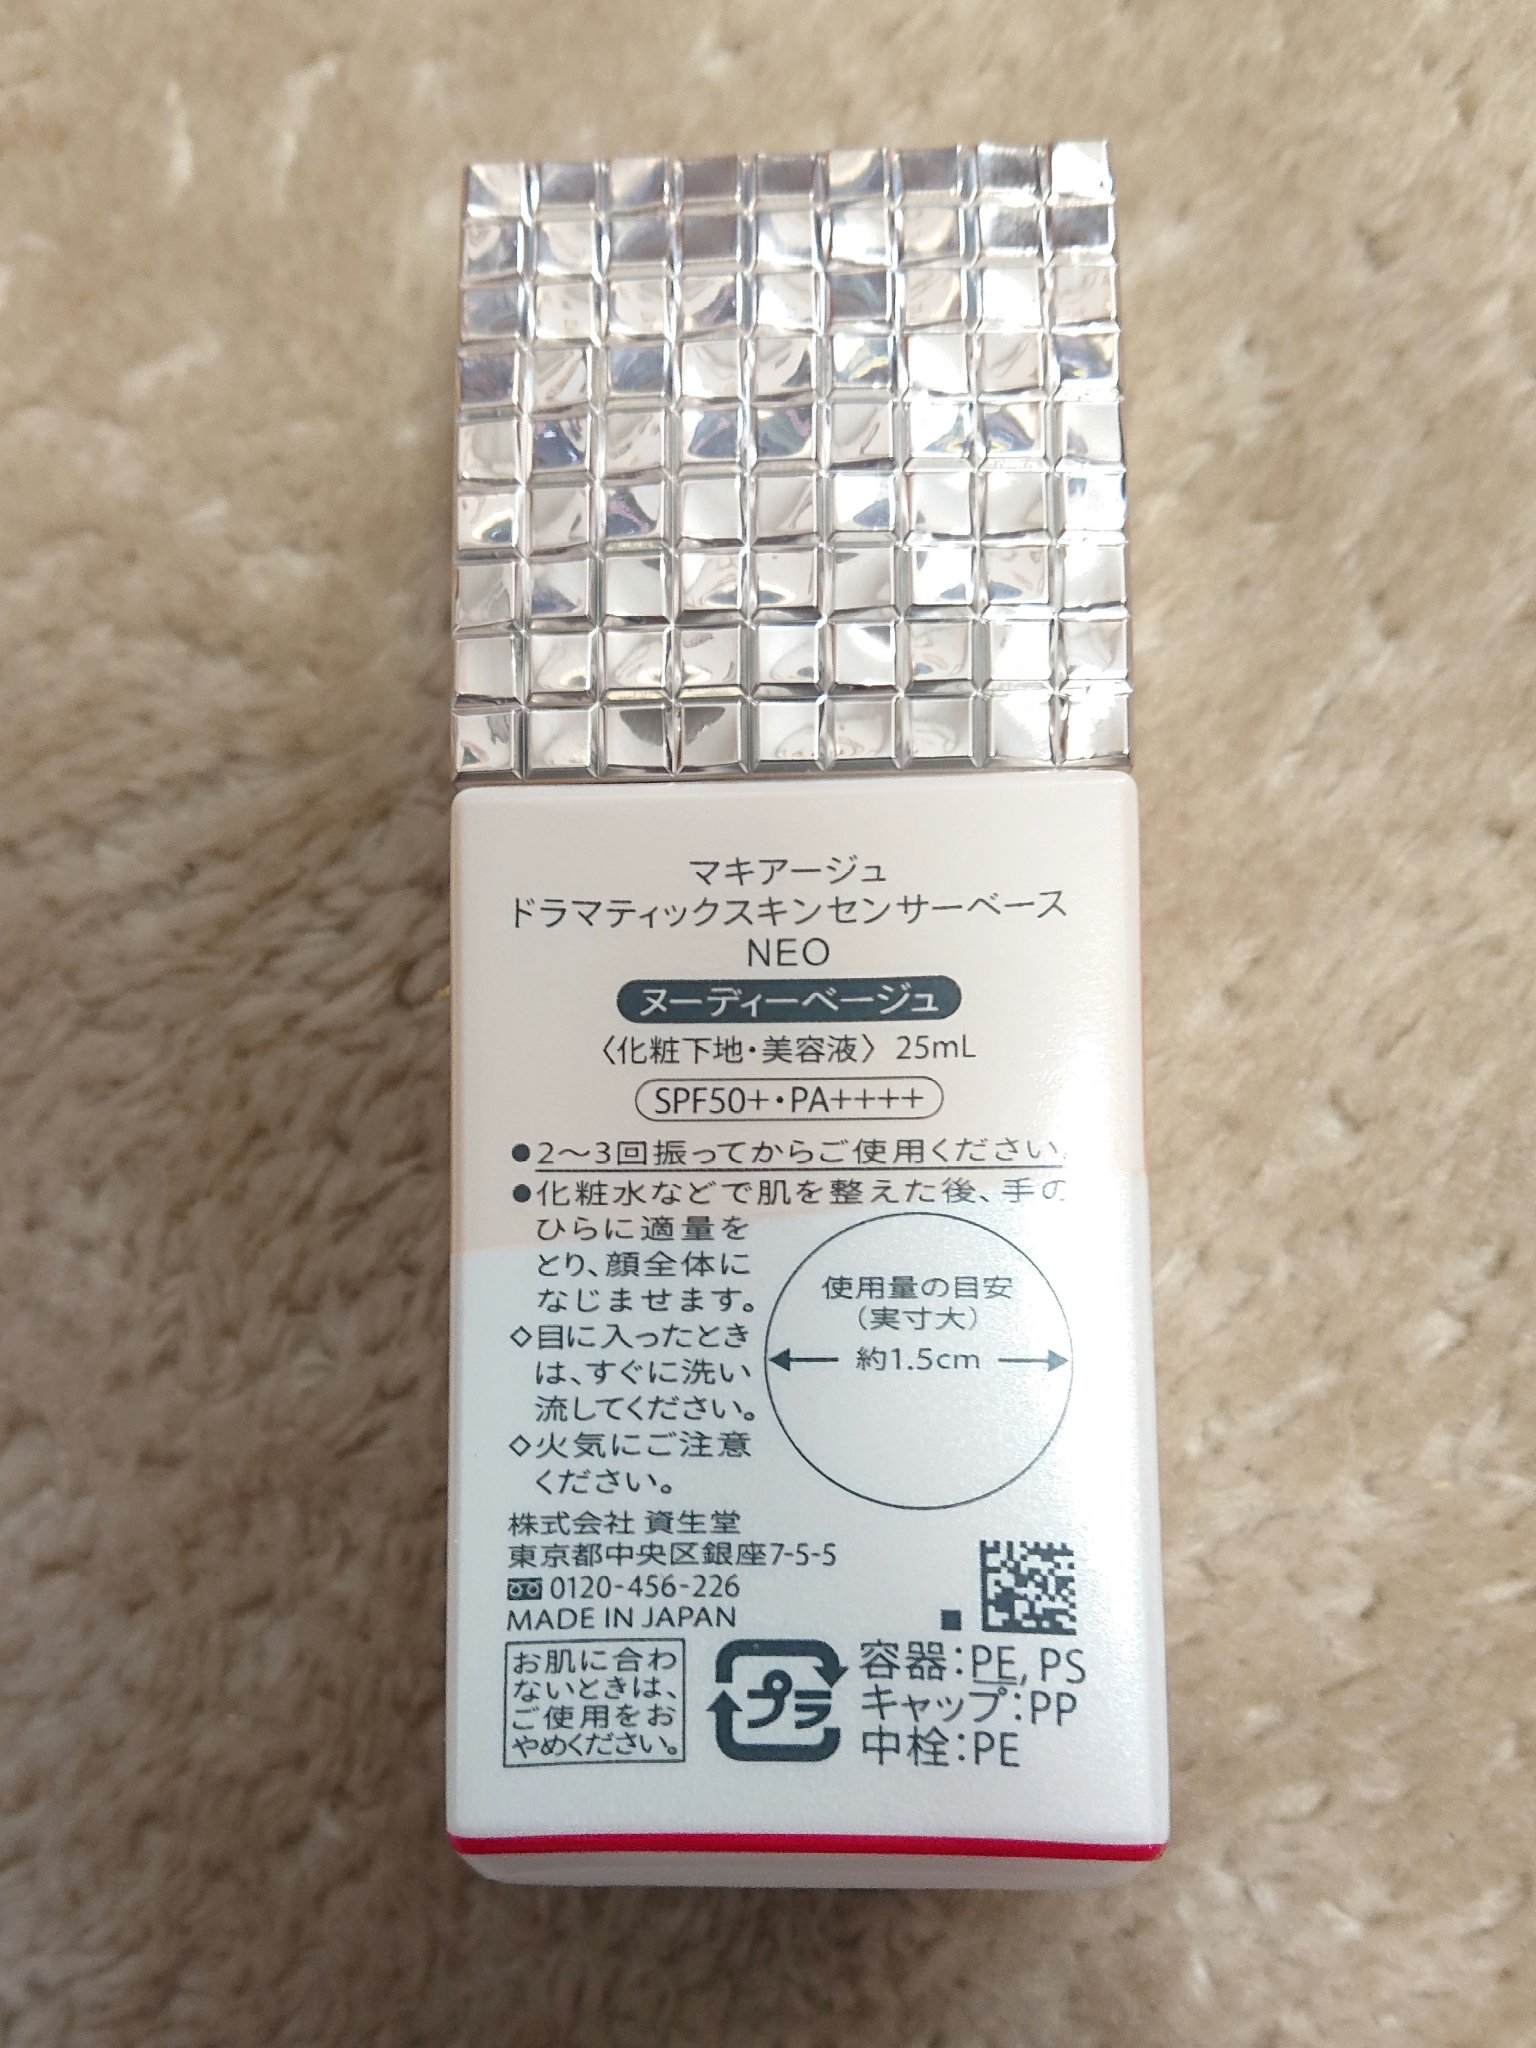 マキアージュ
ドラマティックスキンセンサーベース
NEO
ヌーディーベージュ
〈化粧下地・美容液〉 25mL
SPF50+・PA++++
●2〜3回振ってからご使用ください。
●化粧水などで肌を整えた後、手の
ひらに適量を
とり、顔全体に
なじませます。
◇目に入ったとき
は、すぐに洗い
流してください。
◇火気にご注意
ください。
使用量の目安
（実寸大）
約1.5cm
株式会社 資生堂
東京都中央区銀座7-5-5
0120-456-226
MADE IN JAPAN
お肌に合わ
ないときは、
ご使用をお
やめください。
プラ
容器：PE, PS
キャップ：PP
中栓：PE